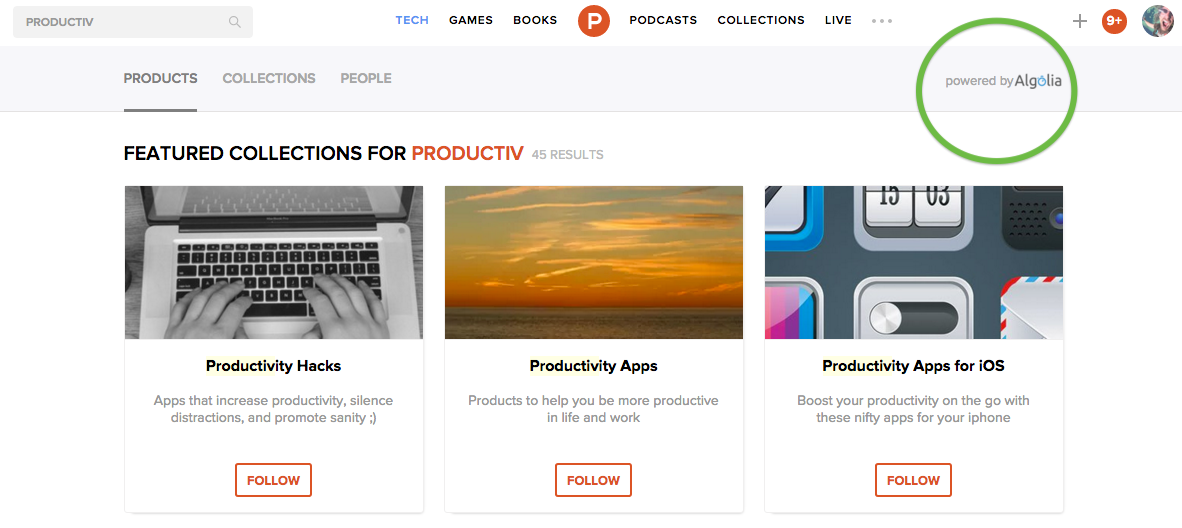 PRODUCTIV
TECH GAMES BOOKS P PODCASTS COLLECTIONS LIVE
9+
PRODUCTS COLLECTIONS PEOPLE
powered by Algolia
FEATURED COLLECTIONS FOR PRODUCTIV 45 RESULTS
15 03
Productivity Hacks
Apps that increase productivity, silence
distractions, and promote sanity ;)
FOLLOW
Productivity Apps
Products to help you be more productive
in life and work
FOLLOW
Productivity Apps for iOS
Boost your productivity on the go with
these nifty apps for your iphone
FOLLOW